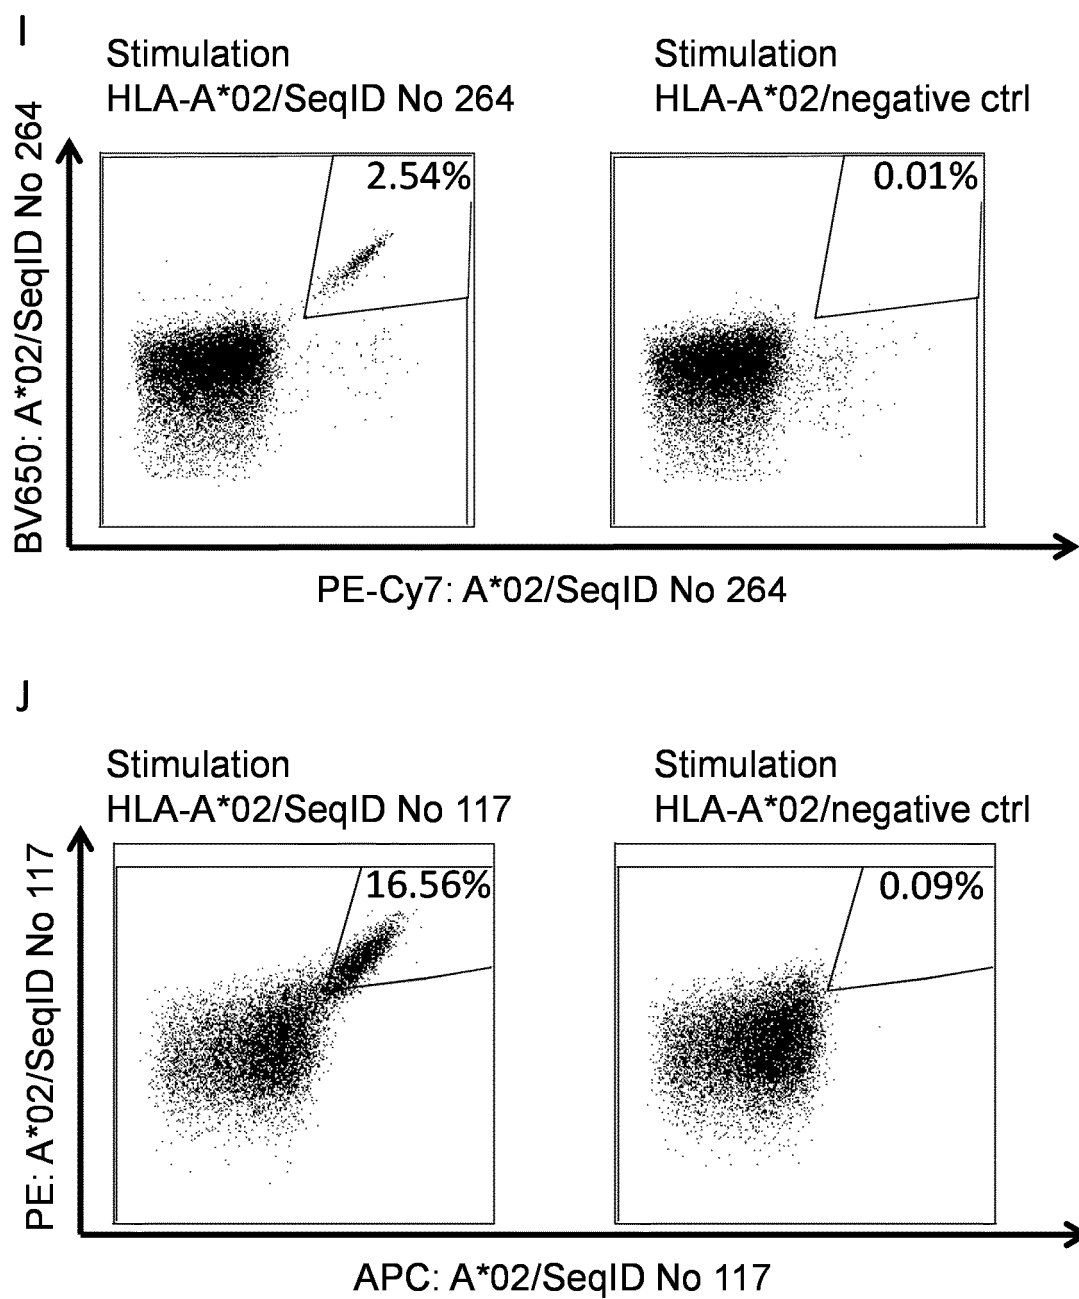 I
Stimulation
HLA-A*02/SeqID No 264
Stimulation
HLA-A*02/negative ctrl
BV650: A*02/SeqID No 264
2.54%
0.01%
PE-Cy7: A*02/SeqID No 264
J
Stimulation
HLA-A*02/SeqID No 117
Stimulation
HLA-A*02/negative ctrl
PE: A*02/SeqID No 117
16.56%
0.09%
APC: A*02/SeqID No 117